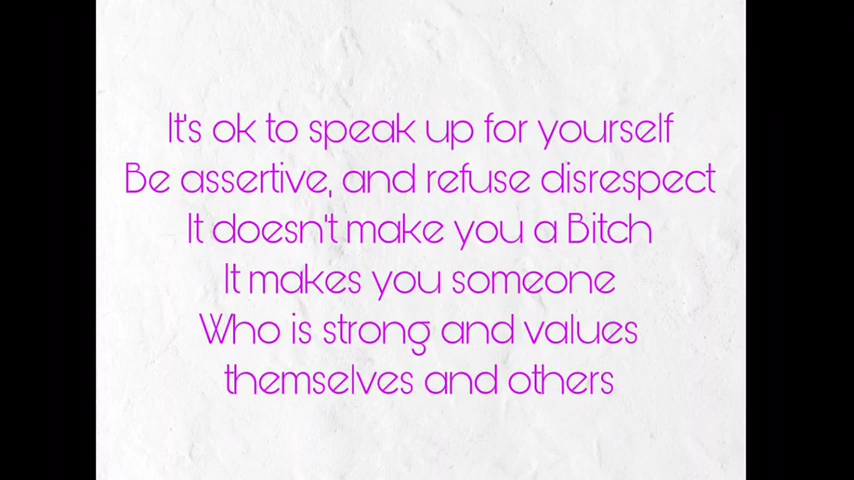 It's ok to speak up for yourself
Be assertive, and refuse disrespect
It doesn't make you a Bitch
It makes you someone
Who is strong and values
themselves and others